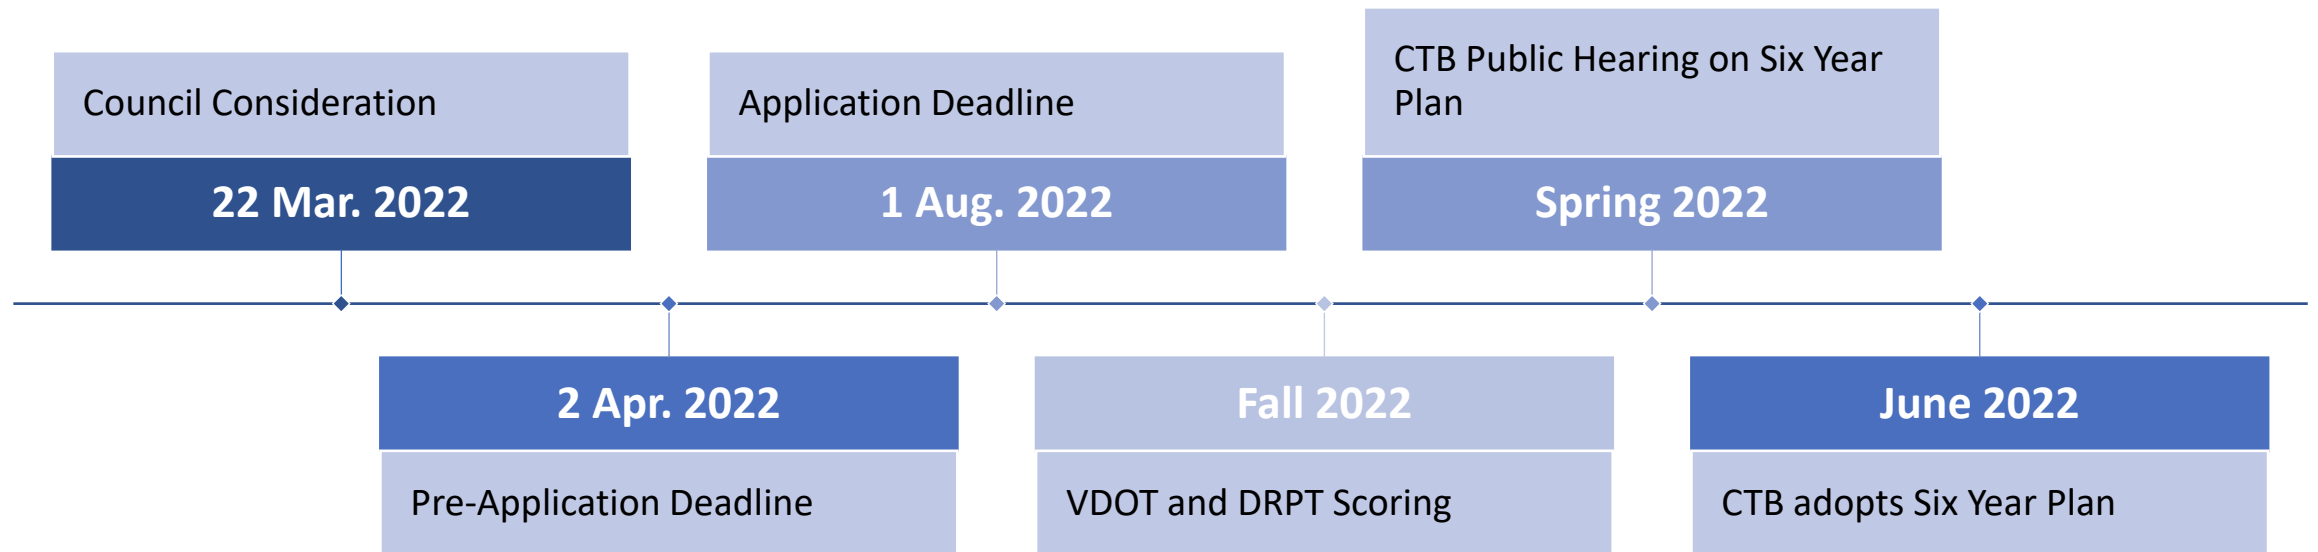 Council Consideration
22 Mar. 2022
2 Apr. 2022
Pre-Application Deadline
Application Deadline
1 Aug. 2022
Fall 2022
VDOT and DRPT Scoring
CTB Public Hearing on Six Year
Plan
Spring 2022
June 2022
CTB adopts Six Year Plan